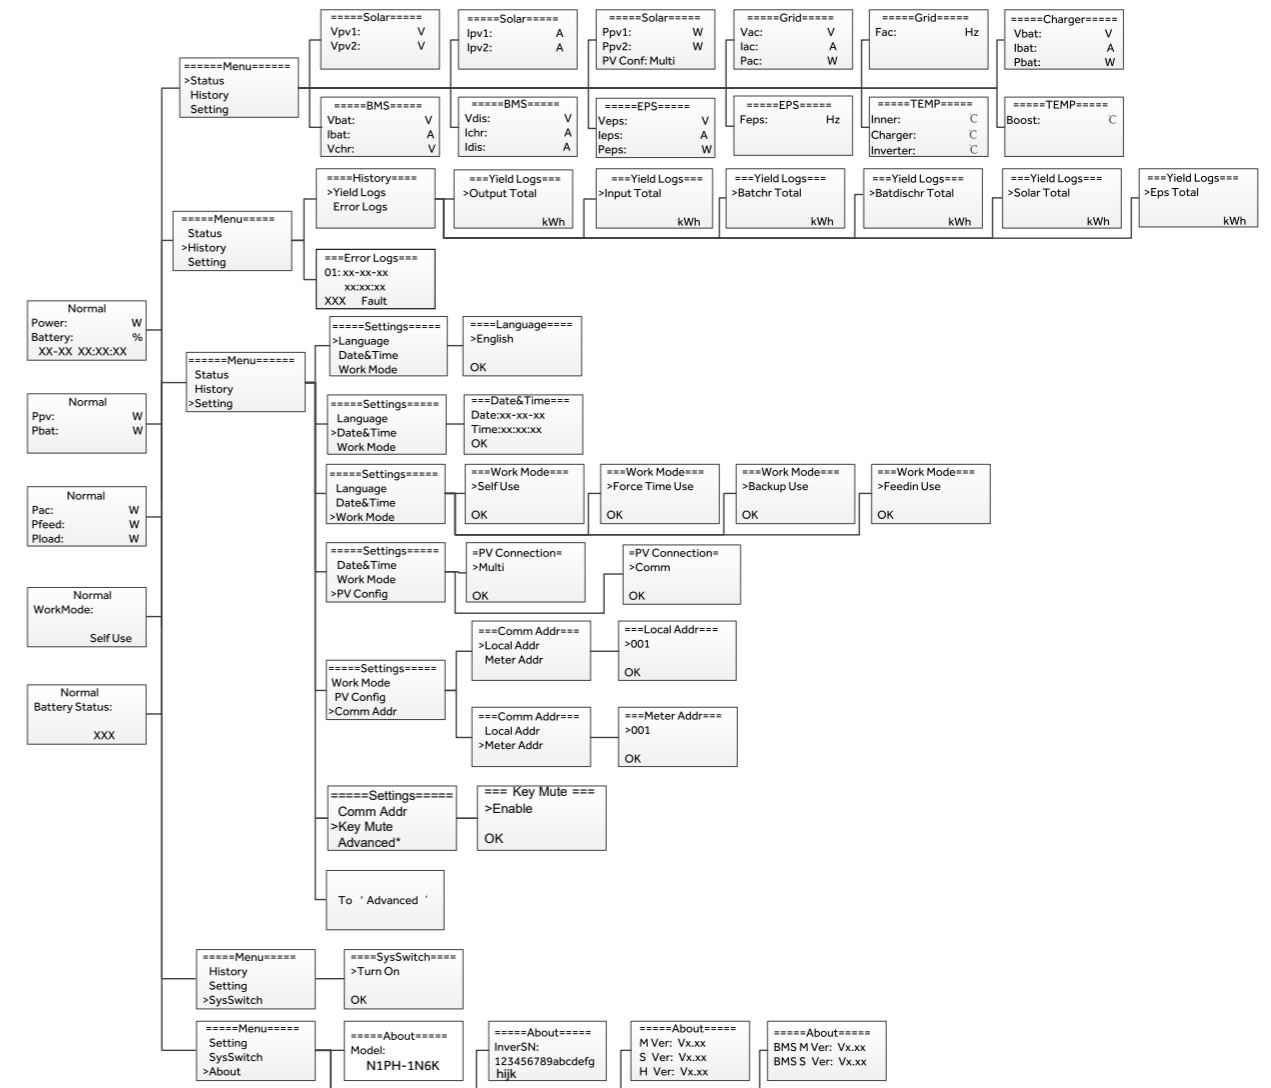 =====Solar=====
Vpv1: V
Vpv2: V
=====Solar=====
Ipv1: A
Ipv2: A
=====Solar=====
Ppv1: W
Ppv2: W
PV Conf: Multi
=====Grid=====
Vac: V
Iac: A
Pac: W
=====Grid=====
Fac: Hz
=====Charger=====
Vbat: V
Ibat: A
Pbat: W
======Menu======
>Status
History
Setting
=====BMS=====
Vbat: V
Ibat: A
Vchr: V
=====BMS=====
Vdis: V
Ichr: A
Idis: A
=====EPS=====
Veps: V
Ieps: A
Peps: W
=====EPS=====
Feps: Hz
=====TEMP=====
Inner: ℃
Charger: ℃
Inverter: ℃
=====TEMP=====
Boost: ℃
====History====
>Yield Logs
Error Logs
===Yield Logs===
>Output Total
kWh
===Yield Logs===
>Input Total
kWh
===Yield Logs===
>Batchr Total
kWh
===Yield Logs===
>Batdischr Total
kWh
===Yield Logs===
>Solar Total
kWh
===Yield Logs===
>Eps Total
kWh
=====Menu=====
Status
>History
Setting
===Error Logs===
01: xx-xx-xx
xx:xx:xx
XXX Fault
Normal
Power: W
Battery: %
XX-XX XX:XX:XX
=====Settings=====
>Language
Date&Time
Work Mode
====Language====
>English
OK
======Menu======
Status
History
>Setting
Normal
Ppv: W
Pbat: W
=====Settings=====
Language
>Date&Time
Work Mode
===Date&Time===
Date:xx-xx-xx
Time:xx:xx:xx
OK
=====Settings=====
Language
Date&Time
>Work Mode
===Work Mode===
>Self Use
OK
===Work Mode===
>Force Time Use
OK
===Work Mode===
>Backup Use
OK
===Work Mode===
>Feedin Use
OK
Normal
Pac: W
Pfeed: W
Pload: W
=====Settings=====
Date&Time
Work Mode
>PV Config
=PV Connection=
>Multi
OK
=PV Connection=
>Comm
OK
Normal
WorkMode:
Self Use
=====Settings=====
Work Mode
PV Config
>Comm Addr
===Comm Addr===
>Local Addr
Meter Addr
===Local Addr===
>001
OK
Normal
Battery Status:
XXX
===Comm Addr===
Local Addr
>Meter Addr
===Meter Addr===
>001
OK
=====Settings=====
Comm Addr
>Key Mute
Advanced*
=== Key Mute ===
>Enable
OK
To ‘ Advanced ‘
=====Menu=====
History
Setting
>SysSwitch
====SysSwitch====
>Turn On
OK
=====Menu=====
Setting
SysSwitch
>About
=====About=====
Model:
N1PH-1N6K
=====About=====
InverSN:
123456789abcdefg
hijk
=====About=====
M Ver: Vx.xx
S Ver: Vx.xx
H Ver: Vx.xx
=====About=====
BMS M Ver: Vx.xx
BMS S Ver: Vx.xx